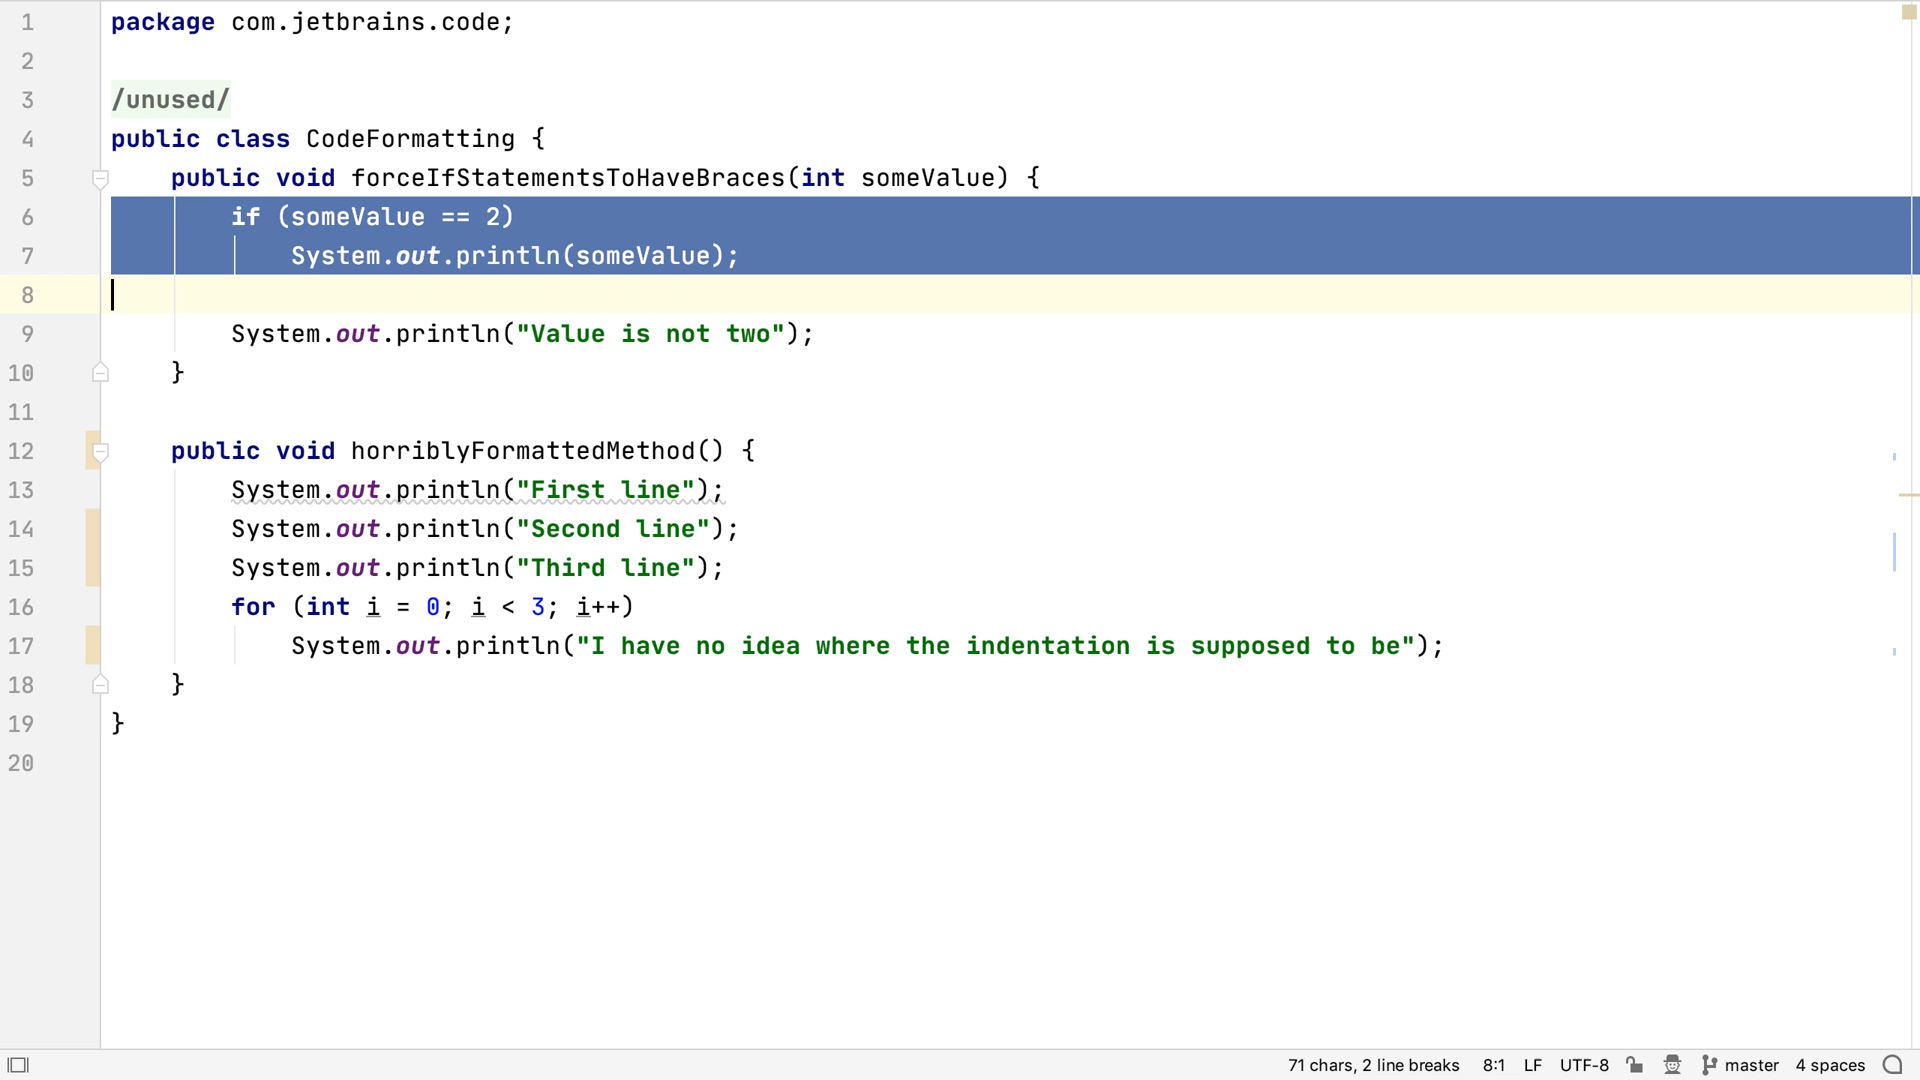 1 package com.jetbrains.code;
2
3 /unused/
4 public class CodeFormatting {
5 public void forceIfStatementsToHaveBraces(int someValue) {
6 if (someValue == 2)
7 System.out.println(someValue);
8
9 System.out.println("Value is not two");
10 }
11
12 public void horriblyFormattedMethod() {
13 System.out.println("First line");
14 System.out.println("Second line");
15 System.out.println("Third line");
16 for (int i = 0; i < 3; i++)
17 System.out.println("I have no idea where the indentation is supposed to be");
18 }
19 }
20
71 chars, 2 line breaks 8:1 LF UTF-8 master 4 spaces